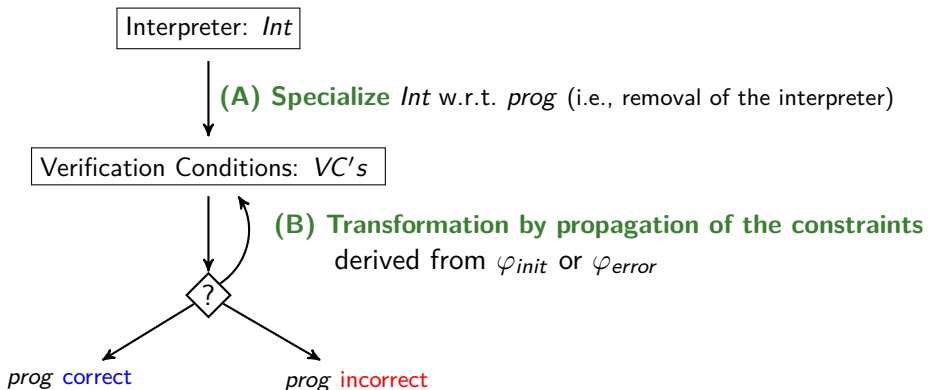 Interpreter: Int
(A) Specialize Int w.r.t. prog (i.e., removal of the interpreter)
Verification Conditions: VC's
(B) Transformation by propagation of the constraints
derived from φinit or φerror
?
prog correct
prog incorrect